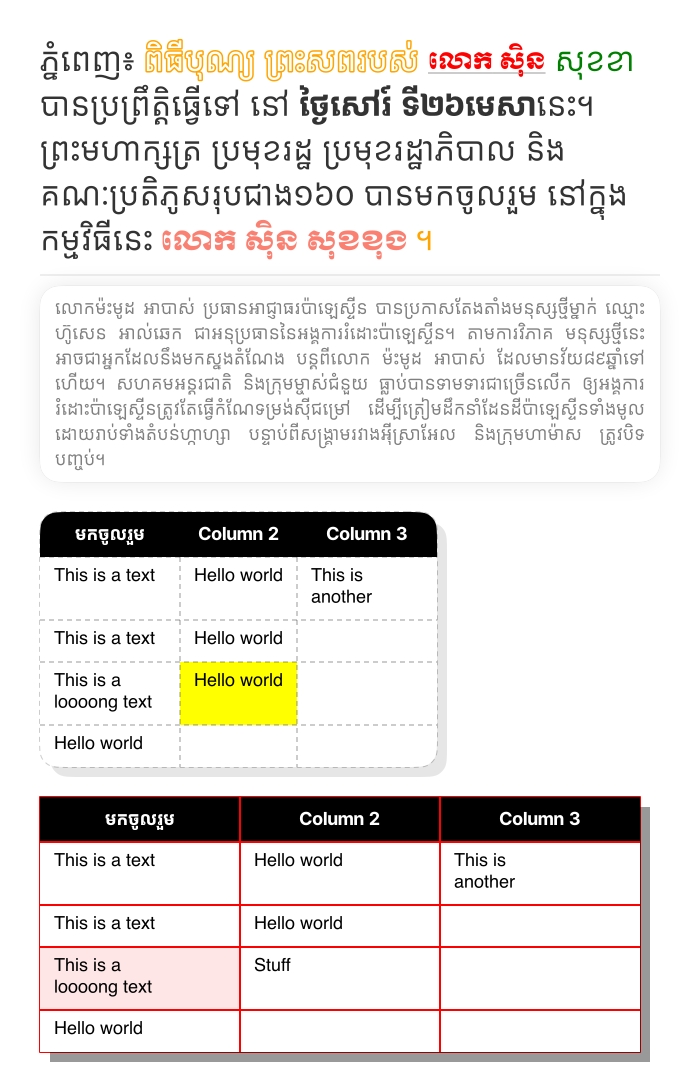 ភ្នំពេញ៖ ពិធីបុណ្យ ព្រះសពរបស់ លោក ស៊ិន សុខខា
បានប្រព្រឹត្តិធ្វើទៅ នៅ ថ្ងៃសៅរ៍ ទី២៦មេសានេះ។
ព្រះមហាក្សត្រ ប្រមុខរដ្ឋ ប្រមុខរដ្ឋាភិបាល និង
គណៈប្រតិភូសរុបជាង១៦០ បានមកចូលរួម នៅក្នុង
កម្មវិធីនេះ លោក ស៊ិន សុខខុង ។
លោកម៉ះមូដ អាបាស់ ប្រធានអាជ្ញាធរប៉ាឡេស្ទីន បានប្រកាសតែងតាំងមនុស្សថ្មីម្នាក់ ឈ្មោះ
ហ៊ូសេន អាល់ឆេក ជាអនុប្រធាននៃអង្គការរំដោះប៉ាឡេស្ទីន។ តាមការវិភាគ មនុស្សថ្មីនេះ
អាចជាអ្នកដែលនឹងមកស្នងតំណែង បន្តពីលោក ម៉ះមូដ អាបាស់ ដែលមានវ័យ៨៩ឆ្នាំទៅ
ហើយ។ សហគមអន្តរជាតិ និងក្រុមម្ចាស់ជំនួយ ធ្លាប់បានទាមទារជាច្រើនលើក ឲ្យអង្គការ
រំដោះប៉ាឡេស្ទីនត្រូវតែធ្វើកំណែទម្រង់ស៊ីជម្រៅ ដើម្បីត្រៀមដឹកនាំដែនដីប៉ាឡេស្ទីនទាំងមូល
ដោយរាប់ទាំងតំបន់ហ្គាហ្សា បន្ទាប់ពីសង្គ្រាមរវាងអ៊ីស្រាអែល និងក្រុមហាម៉ាស ត្រូវបិទ
បញ្ចប់។
មកចូលរួម Column 2 Column 3
This is a text Hello world This is
another
This is a text Hello world
This is a Hello world
loooong text
Hello world
មកចូលរួម Column 2 Column 3
This is a text Hello world This is
another
This is a text Hello world
This is a Stuff
loooong text
Hello world